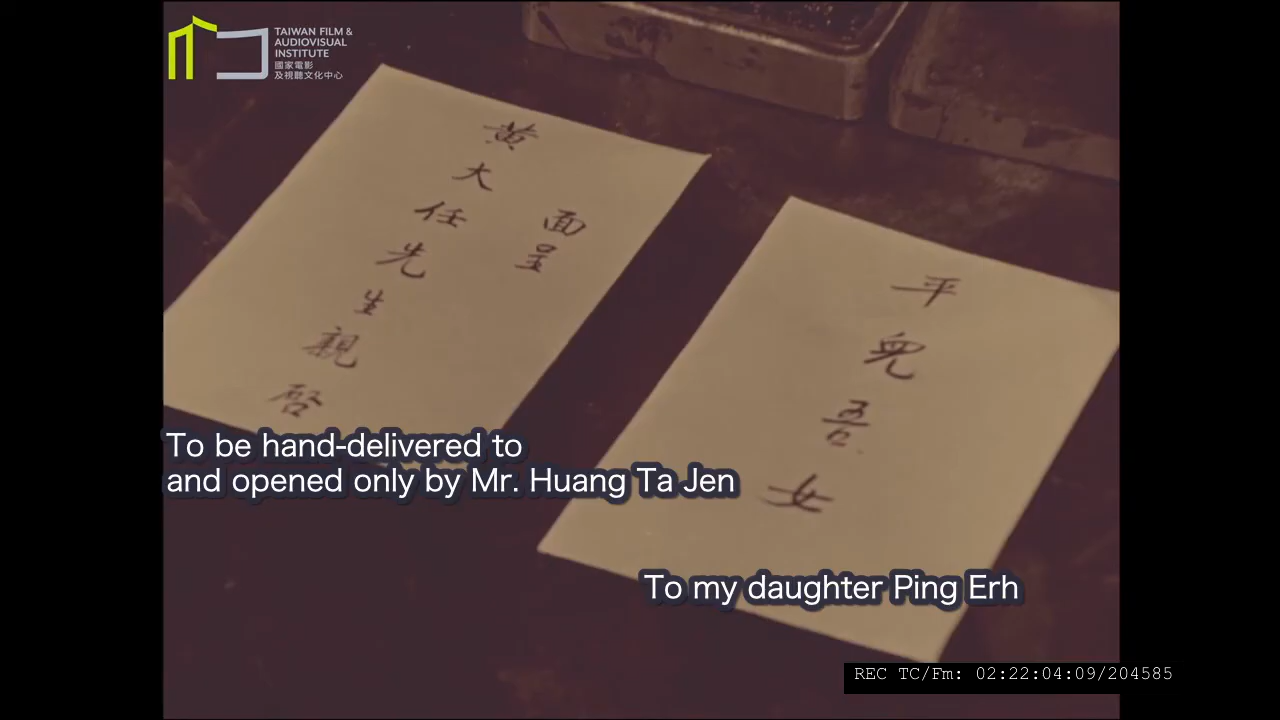 TAIWAN FILM &
AUDIOVISUAL
INSTITUTE
國家電影
及視聽文化中心
面呈
黃大任先生親啓
平兒吾女
To be hand-delivered to
and opened only by Mr. Huang Ta Jen
To my daughter Ping Erh
REC TC/Fm: 02:22:04:09/204585